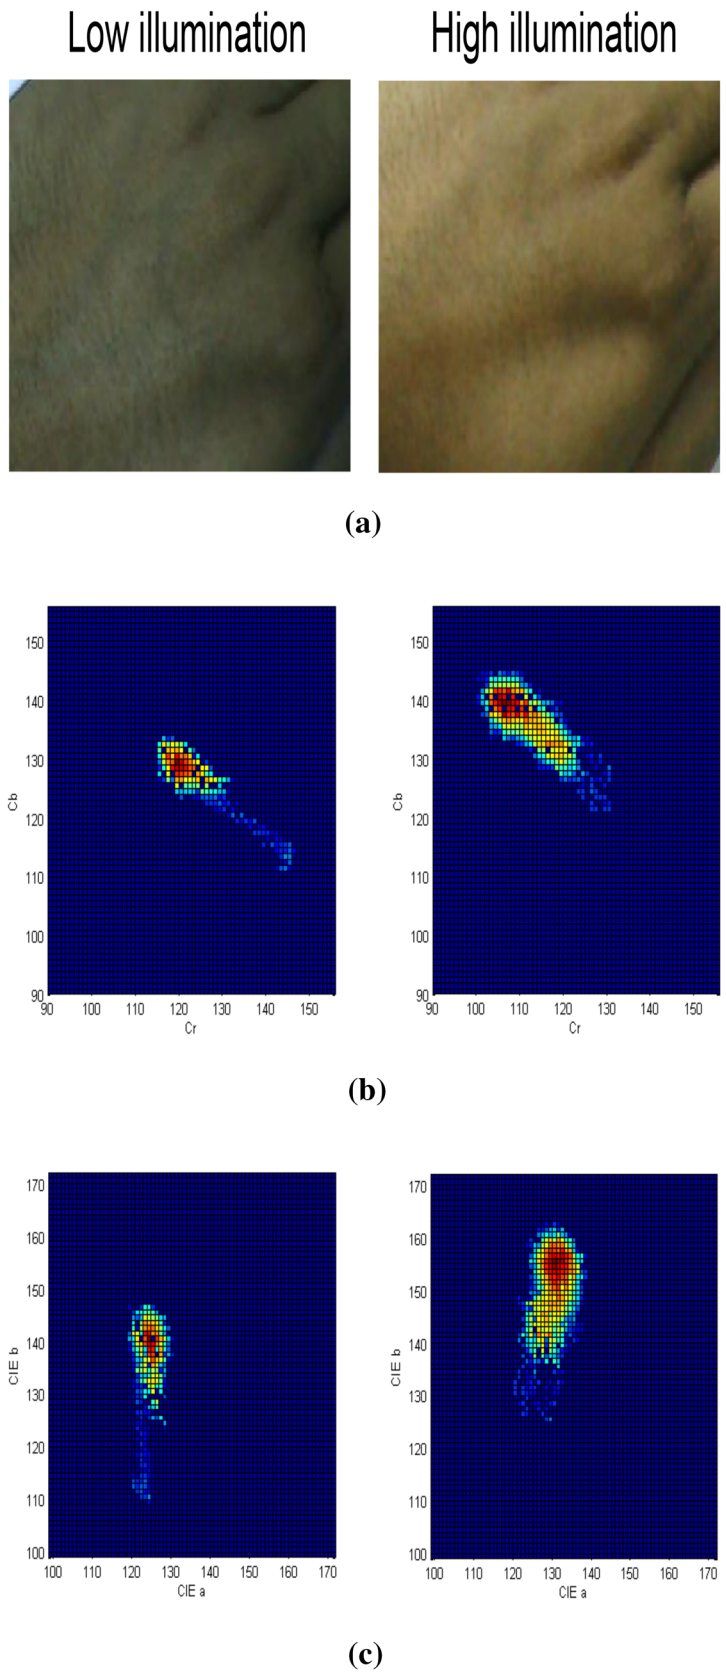 Low illumination High illumination
(a)
150 150
140 140
130 130
Cb Cb
120 120
110 110
100 100
90 90
90 100 110 120 130 140 150 90 100 110 120 130 140 150
Cr Cr
(b)
170 170
160 160
150 150
140 140
CIE b CIE b
130 130
120 120
110 110
100 100
100 110 120 130 140 150 160 170 100 110 120 130 140 150 160 170
CIE a CIE a
(c)